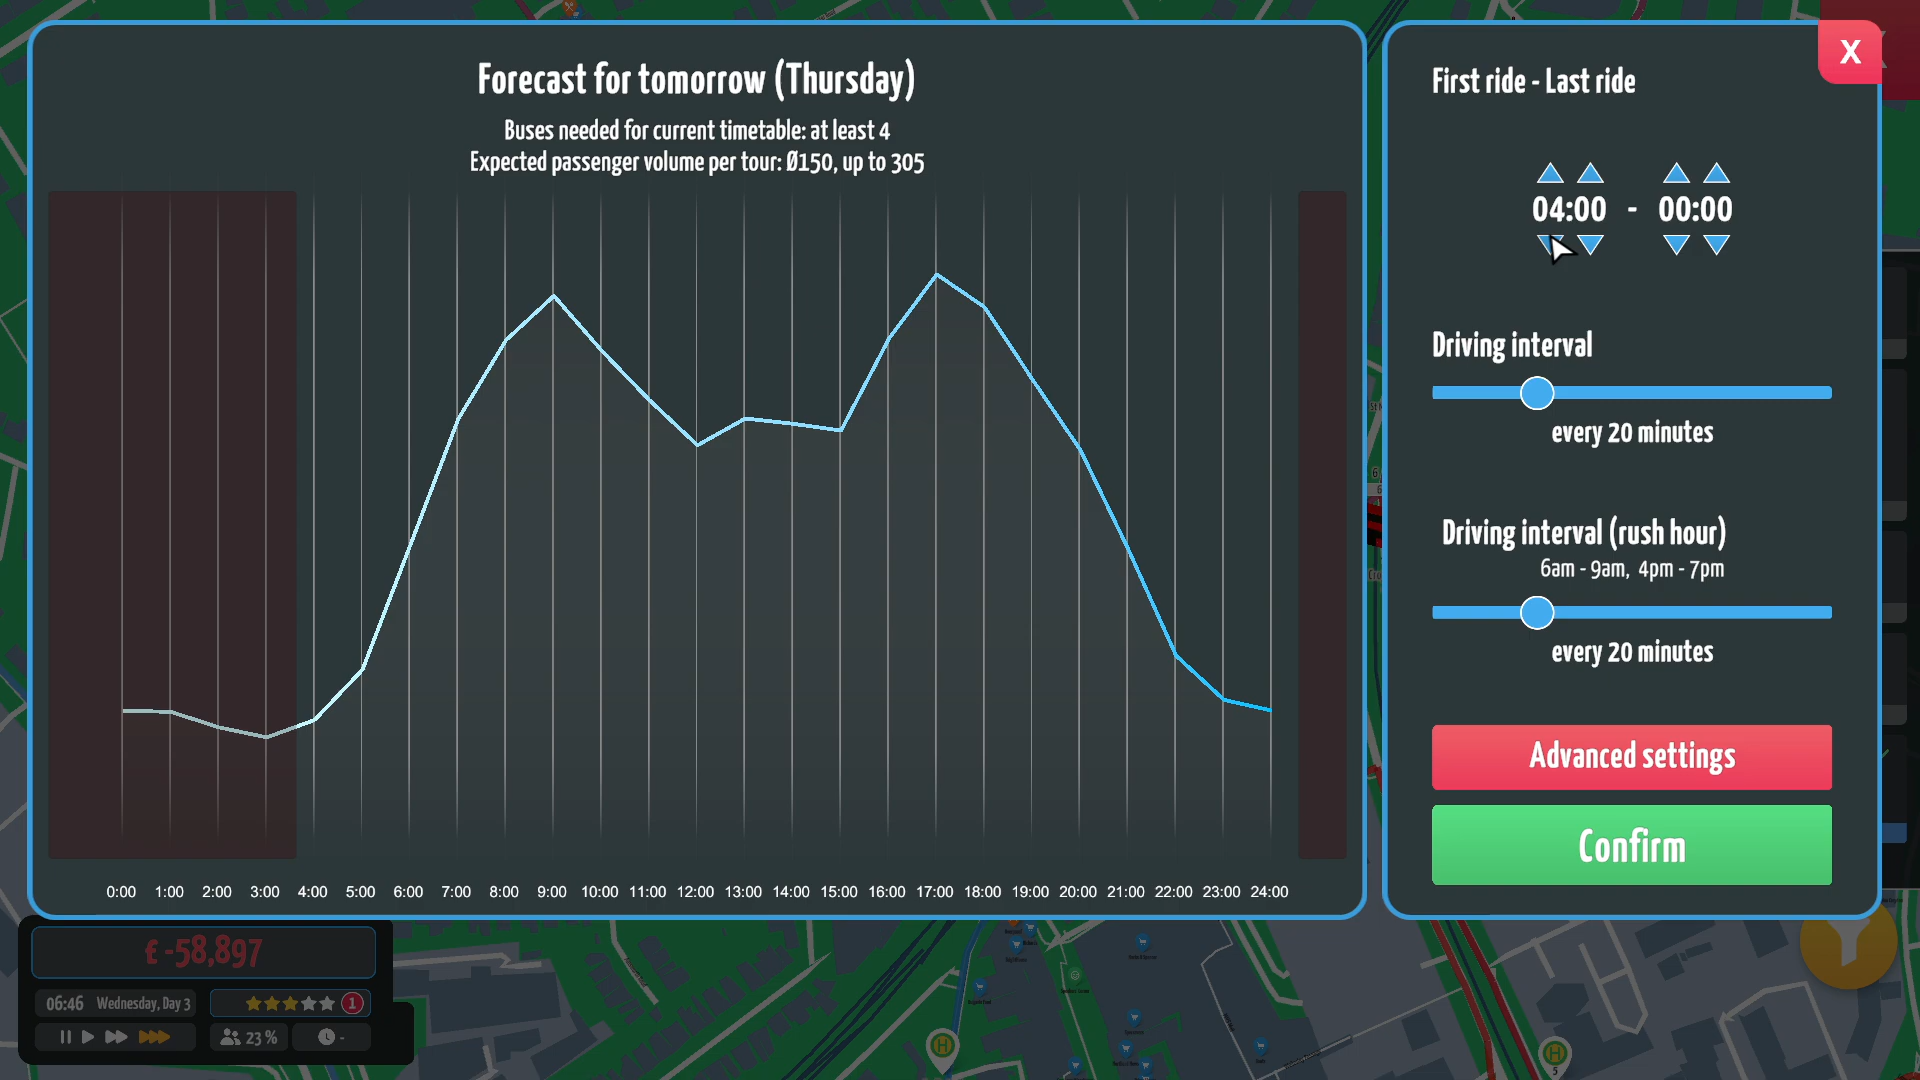 Forecast for tomorrow (Thursday)
Buses needed for current timetable: at least 4
Expected passenger volume per tour: Ø150, up to 305
0:00 1:00 2:00 3:00 4:00 5:00 6:00 7:00 8:00 9:00 10:00 11:00 12:00 13:00 14:00 15:00 16:00 17:00 18:00 19:00 20:00 21:00 22:00 23:00 24:00
X
First ride - Last ride
04:00 - 00:00
Driving interval
every 20 minutes
Driving interval (rush hour)
6am - 9am, 4pm - 7pm
every 20 minutes
Advanced settings
Confirm
£ -58,897
06:46 Wednesday, Day 3
1
23 %
-
H
H
5